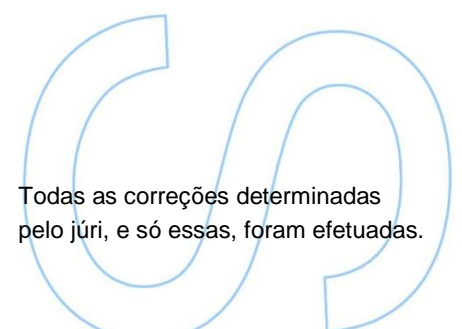 Todas as correções determinadas
pelo júri, e só essas, foram efetuadas.